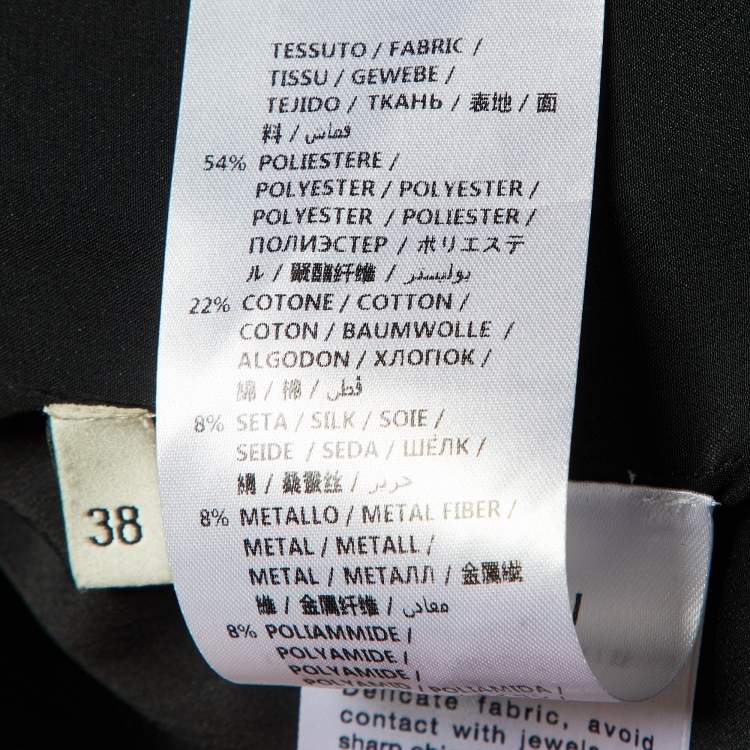 TESSUTO / FABRIC /
TISSU / GEWEBE /
TEJIDO / ТКАНЬ / 表地 / 面
料 / قماش
54% POLIESTERE /
POLYESTER / POLYESTER /
POLYESTER / POLIESTER /
ПОЛИЭСТЕР / ポリエステ
ル / 聚酯纤维 / بوليستر
22% COTONE / COTTON /
COTON / BAUMWOLLE /
ALGODON / ХЛОПОК /
綿 / 棉 / قطن
8% SETA / SILK / SOIE /
SEIDE / SEDA / ШЁЛК /
絹 / 桑蚕丝 / حرير
8% METALLO / METAL FIBER /
METAL / METALL /
METAL / МЕТАЛЛ / 金属繊
維 / 金属纤维 / معادن
8% POLIAMMIDE /
POLYAMIDE /
POLYAMIDE /
POLYAMID / POLIAMIDA /
38
Delicate fabric, avoid
contact with
sharp